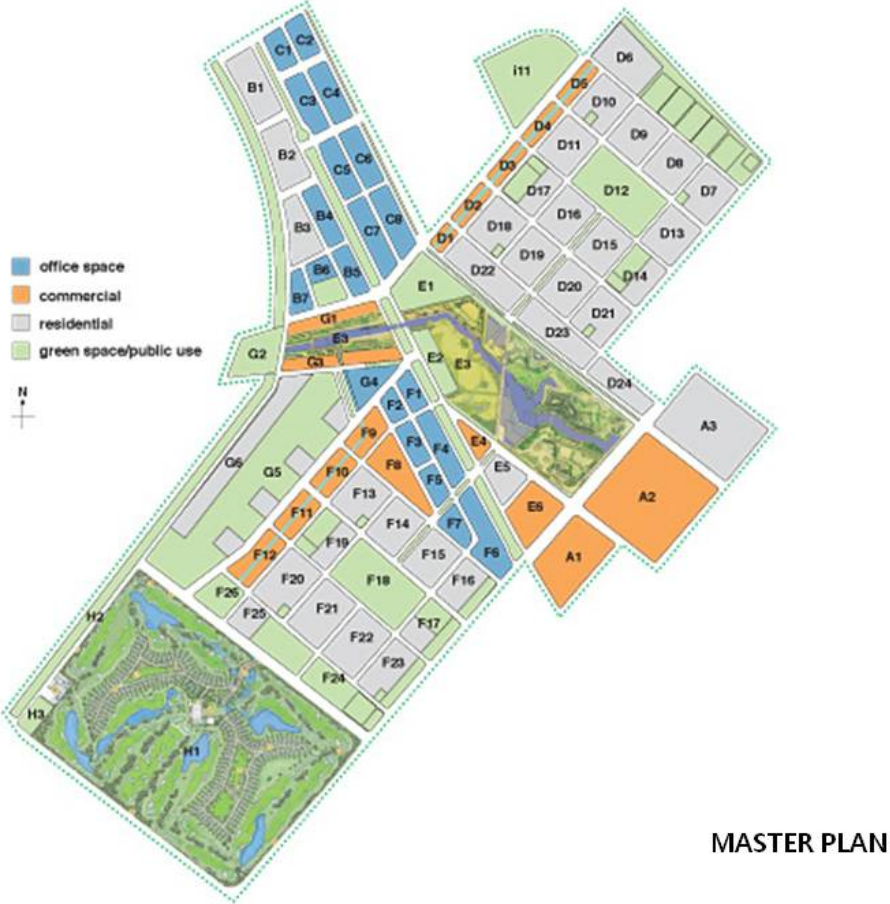 C1
C2
B1
C3
C4
B2
C5
C6
B4
B3
C7
C8
B6
B5
B7
i11
D6
D5
D10
D4
D11
D9
D8
D7
D3
D17
D12
D2
D16
D13
D18
D1
D19
D15
D22
D14
D20
D21
D23
D24
office space
commercial
residential
green space/public use
N
E1
G1
E3
G2
G3
E2
E3
G4
F1
F2
A3
F9
F3
F4
E4
F8
G6
G5
F10
F5
E5
F13
A2
F11
F14
F7
E6
F12
F19
F15
F6
A1
F20
F18
F16
F26
F25
F21
F17
H2
F22
F23
F24
H3
H1
MASTER PLAN